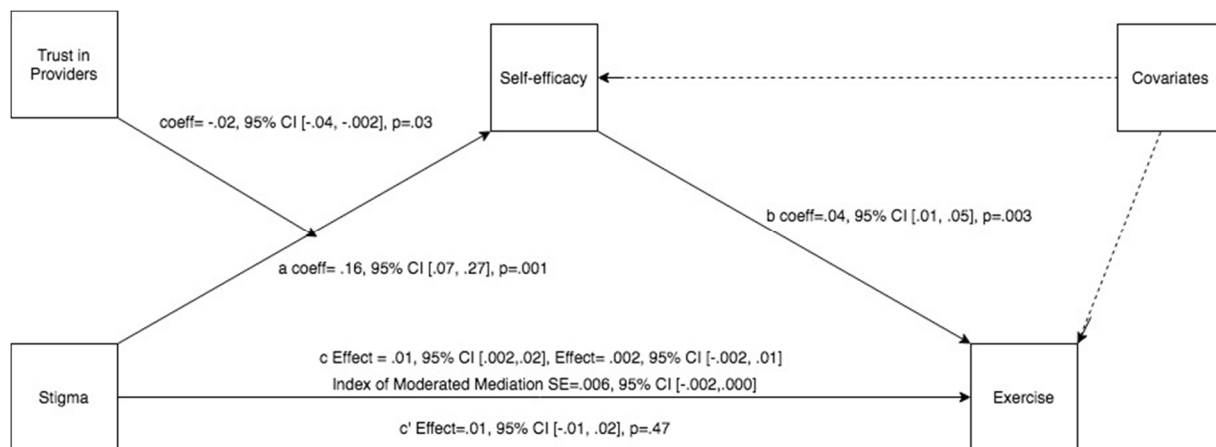 Trust in
Providers
Self-efficacy
Covariates
coeff= -.02, 95% CI [-.04, -.002], p=.03
b coeff=.04, 95% CI [.01, .05], p=.003
a coeff= .16, 95% CI [.07, .27], p=.001
c Effect = .01, 95% CI [.002,.02], Effect= .002, 95% CI [-.002, .01]
Index of Moderated Mediation SE=.006, 95% CI [-.002,.000]
Stigma
Exercise
c' Effect=.01, 95% CI [-.01, .02], p=.47